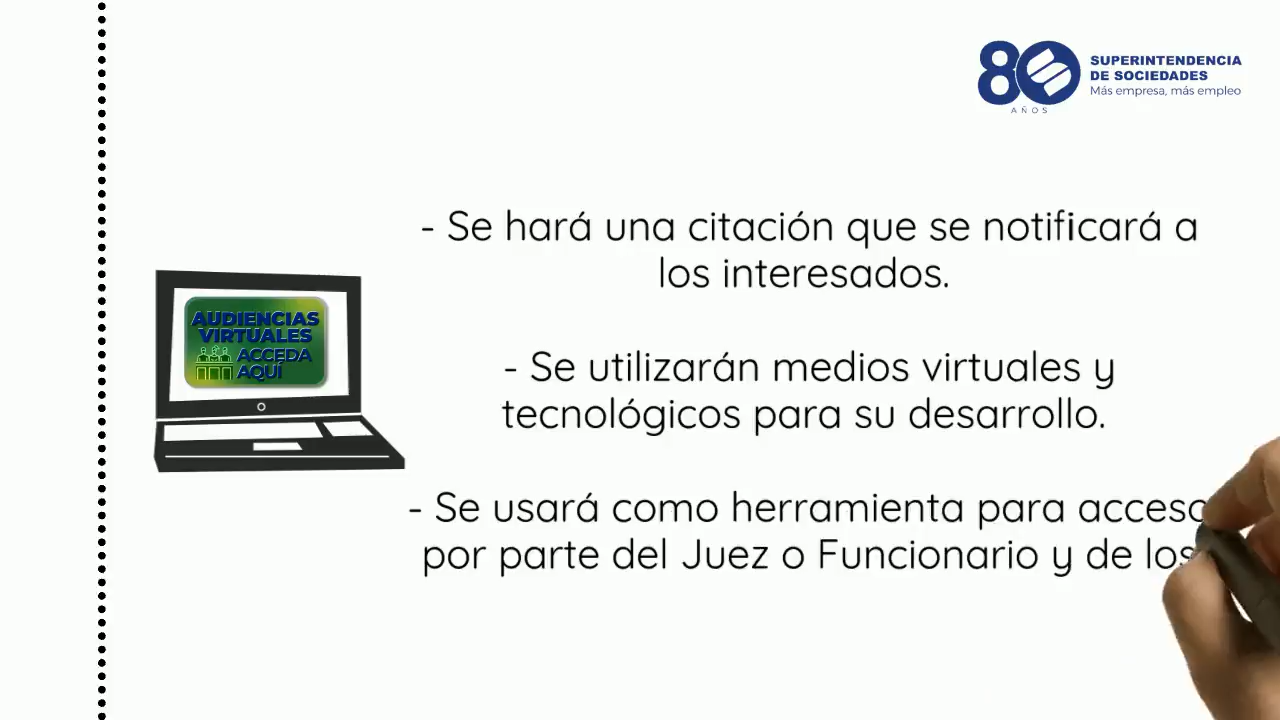 80
AÑOS
SUPERINTENDENCIA
DE SOCIEDADES
Más empresa, más empleo
- Se hará una citación que se notificará a
los interesados.
AUDIENCIAS
VIRTUALES
ACCEDA
AQUÍ
- Se utilizarán medios virtuales y
tecnológicos para su desarrollo.
- Se usará como herramienta para acceso
por parte del Juez o Funcionario y de los